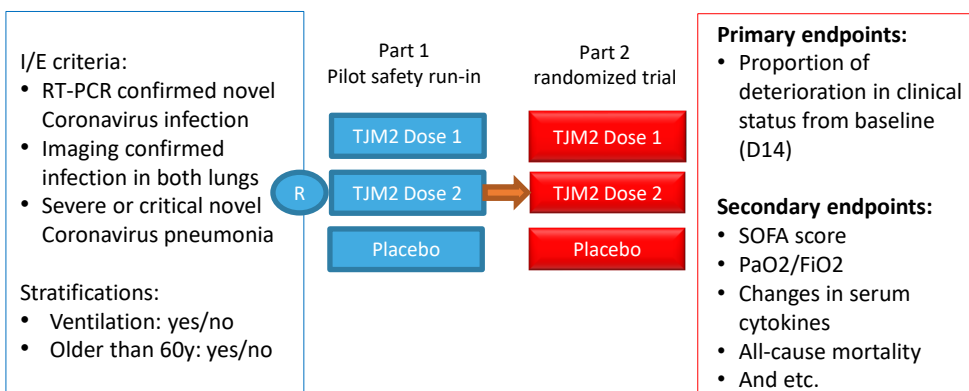 I/E criteria:
• RT-PCR confirmed novel
Coronavirus infection
• Imaging confirmed
infection in both lungs
• Severe or critical novel
Coronavirus pneumonia
Stratifications:
• Ventilation: yes/no
• Older than 60y: yes/no
R
Part 1
Pilot safety run-in
TJM2 Dose 1
TJM2 Dose 2
Placebo
Part 2
randomized trial
TJM2 Dose 1
TJM2 Dose 2
Placebo
Primary endpoints:
• Proportion of
deterioration in clinical
status from baseline
(D14)
Secondary endpoints:
• SOFA score
• PaO2/FiO2
• Changes in serum
cytokines
• All-cause mortality
• And etc.